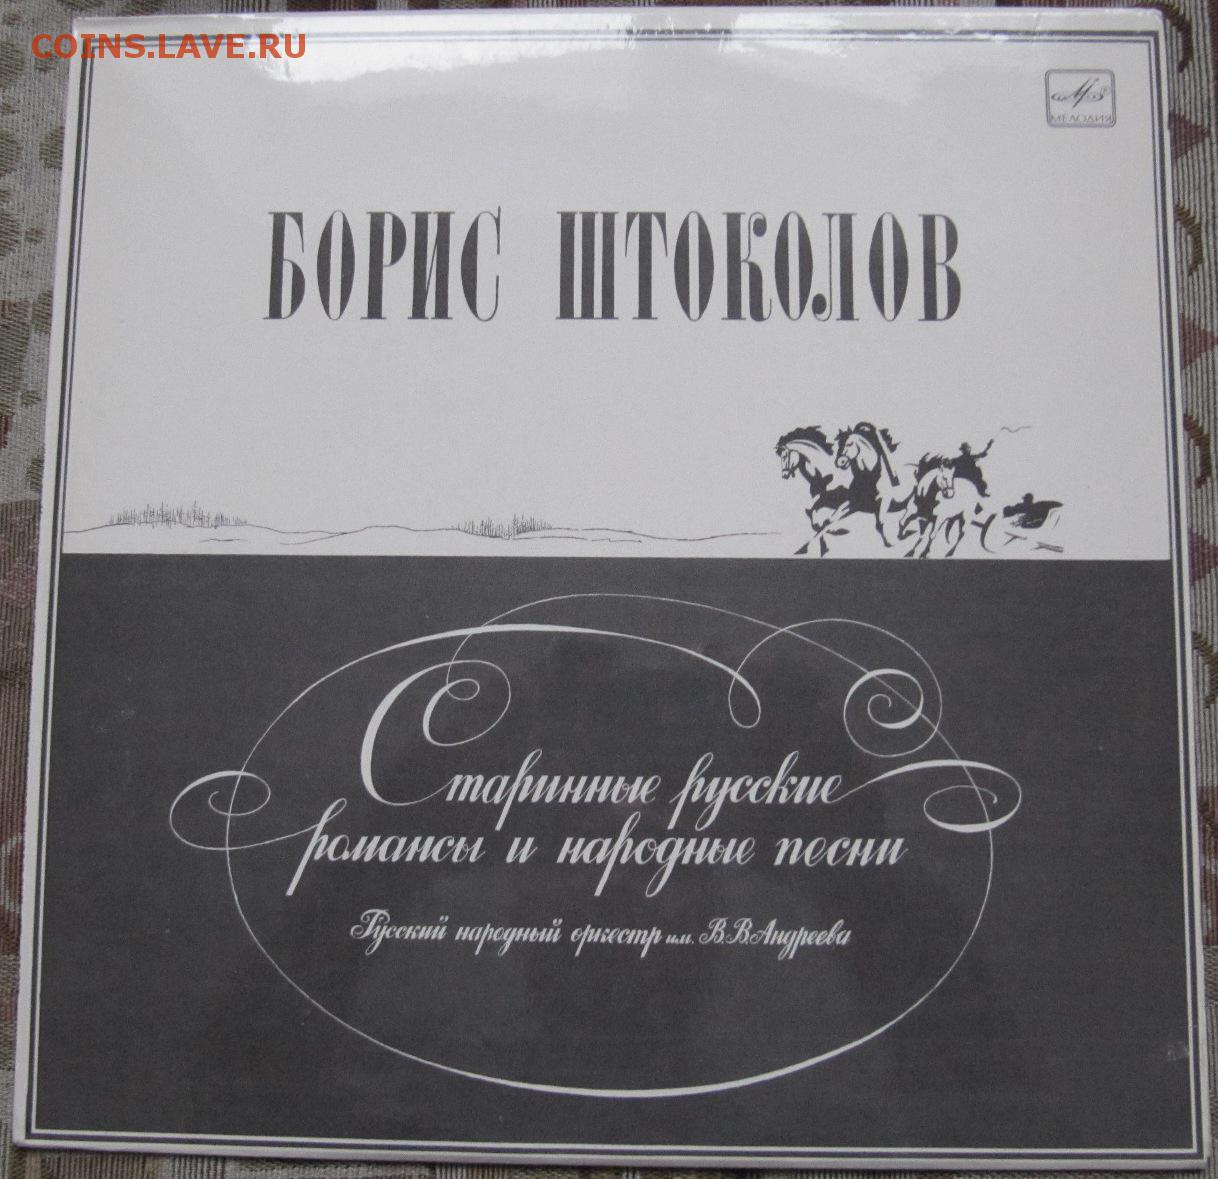 COINS.LAVE.RU
МЕЛОДИЯ
БОРИС ШТОКОЛОВ
Старинные русские
романсы и народные песни
Русский народный оркестр им. В.В.Андреева